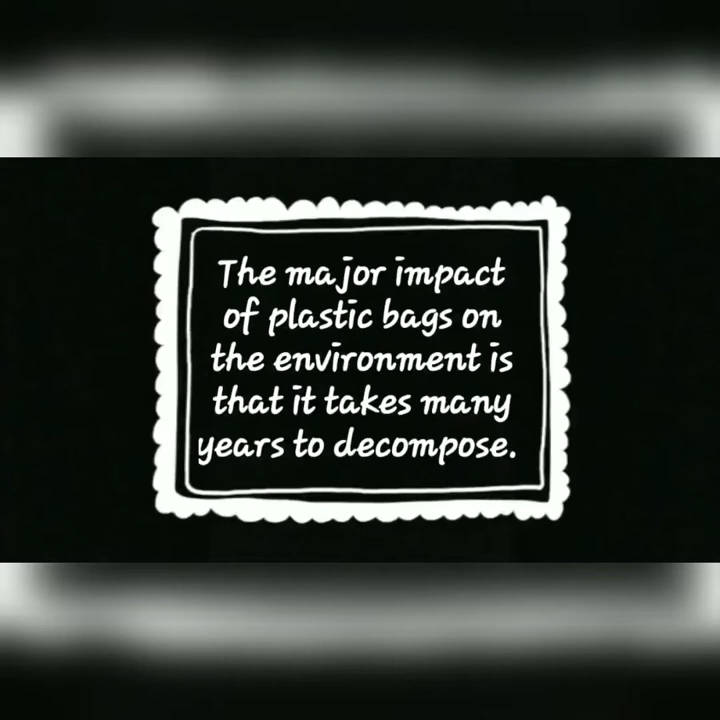 The major impact
of plastic bags on
the environment is
that it takes many
years to decompose.